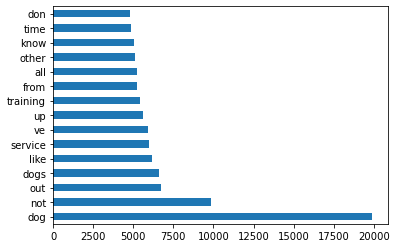 don
time
know
other
all
from
training
up
ve
service
like
dogs
out
not
dog
0 2500 5000 7500 10000 12500 15000 17500 20000